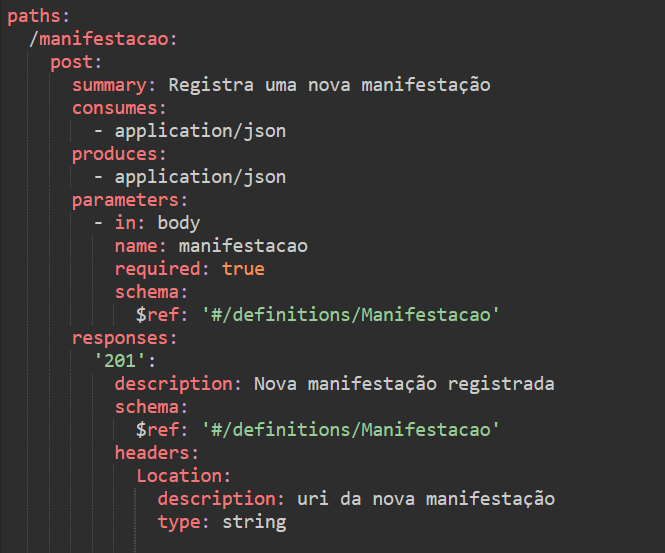 paths:
  /manifestacao:
    post:
      summary: Registra uma nova manifestação
      consumes:
        - application/json
      produces:
        - application/json
      parameters:
        - in: body
          name: manifestacao
          required: true
          schema:
            $ref: '#/definitions/Manifestacao'
      responses:
        '201':
          description: Nova manifestação registrada
          schema:
            $ref: '#/definitions/Manifestacao'
          headers:
            Location:
              description: uri da nova manifestação
              type: string